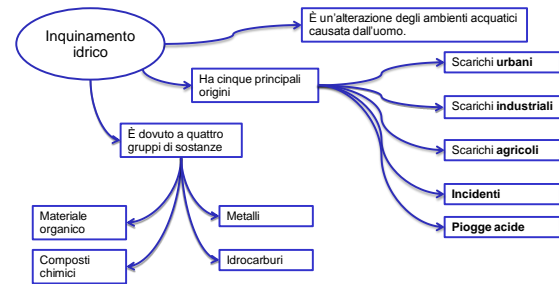 Inquinamento
idrico
È un'alterazione degli ambienti acquatici
causata dall'uomo.
Ha cinque principali
origini
Scarichi urbani
Scarichi industriali
Scarichi agricoli
Incidenti
Piogge acide
È dovuto a quattro
gruppi di sostanze
Materiale
organico
Metalli
Composti
chimici
Idrocarburi